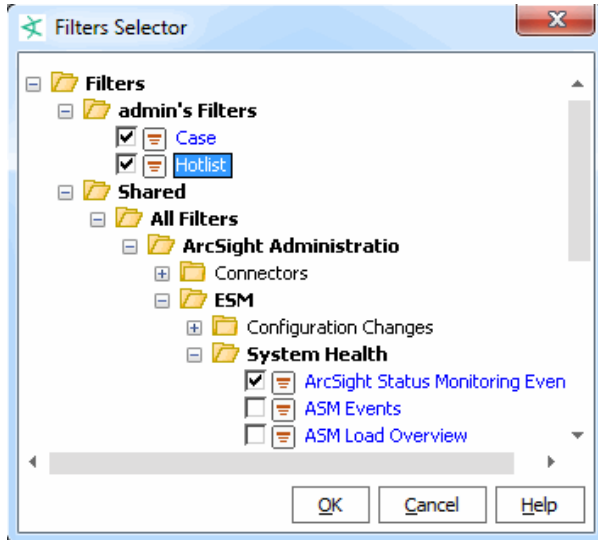 Filters Selector
Filters
admin's Filters
Case
Hotlist
Shared
All Filters
ArcSight Administratio
Connectors
ESM
Configuration Changes
System Health
ArcSight Status Monitoring Even
ASM Events
ASM Load Overview
OK Cancel Help